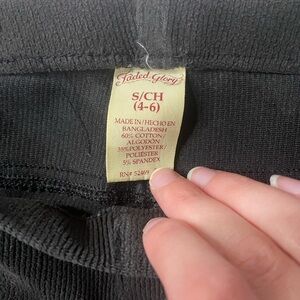 Faded Glory
S/CH
(4-6)
MADE IN/HECHO EN
BANGLADESH
60% COTTON/
ALGODÓN
35% POLYESTER/
POLIÉSTER
5% SPANDEX
RN# 52469